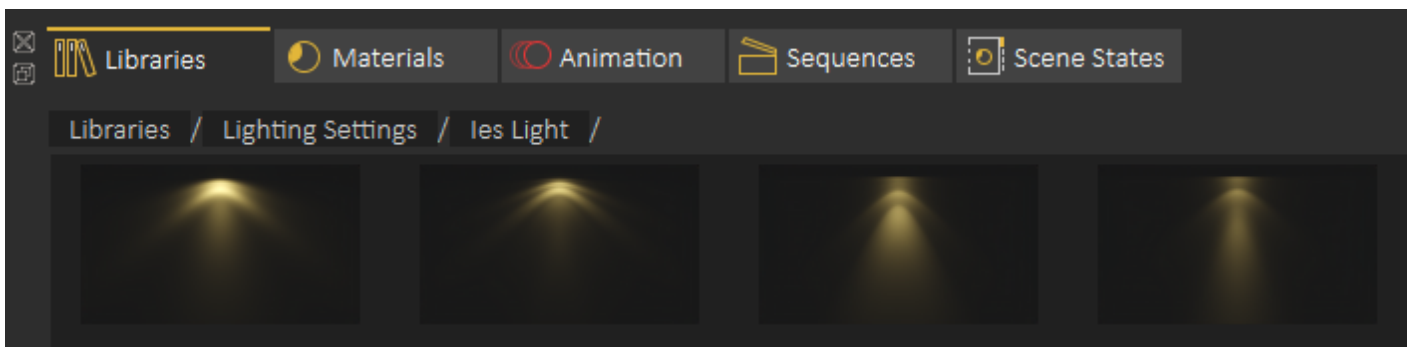 Libraries Materials Animation Sequences Scene States
Libraries / Lighting Settings / Ies Light /